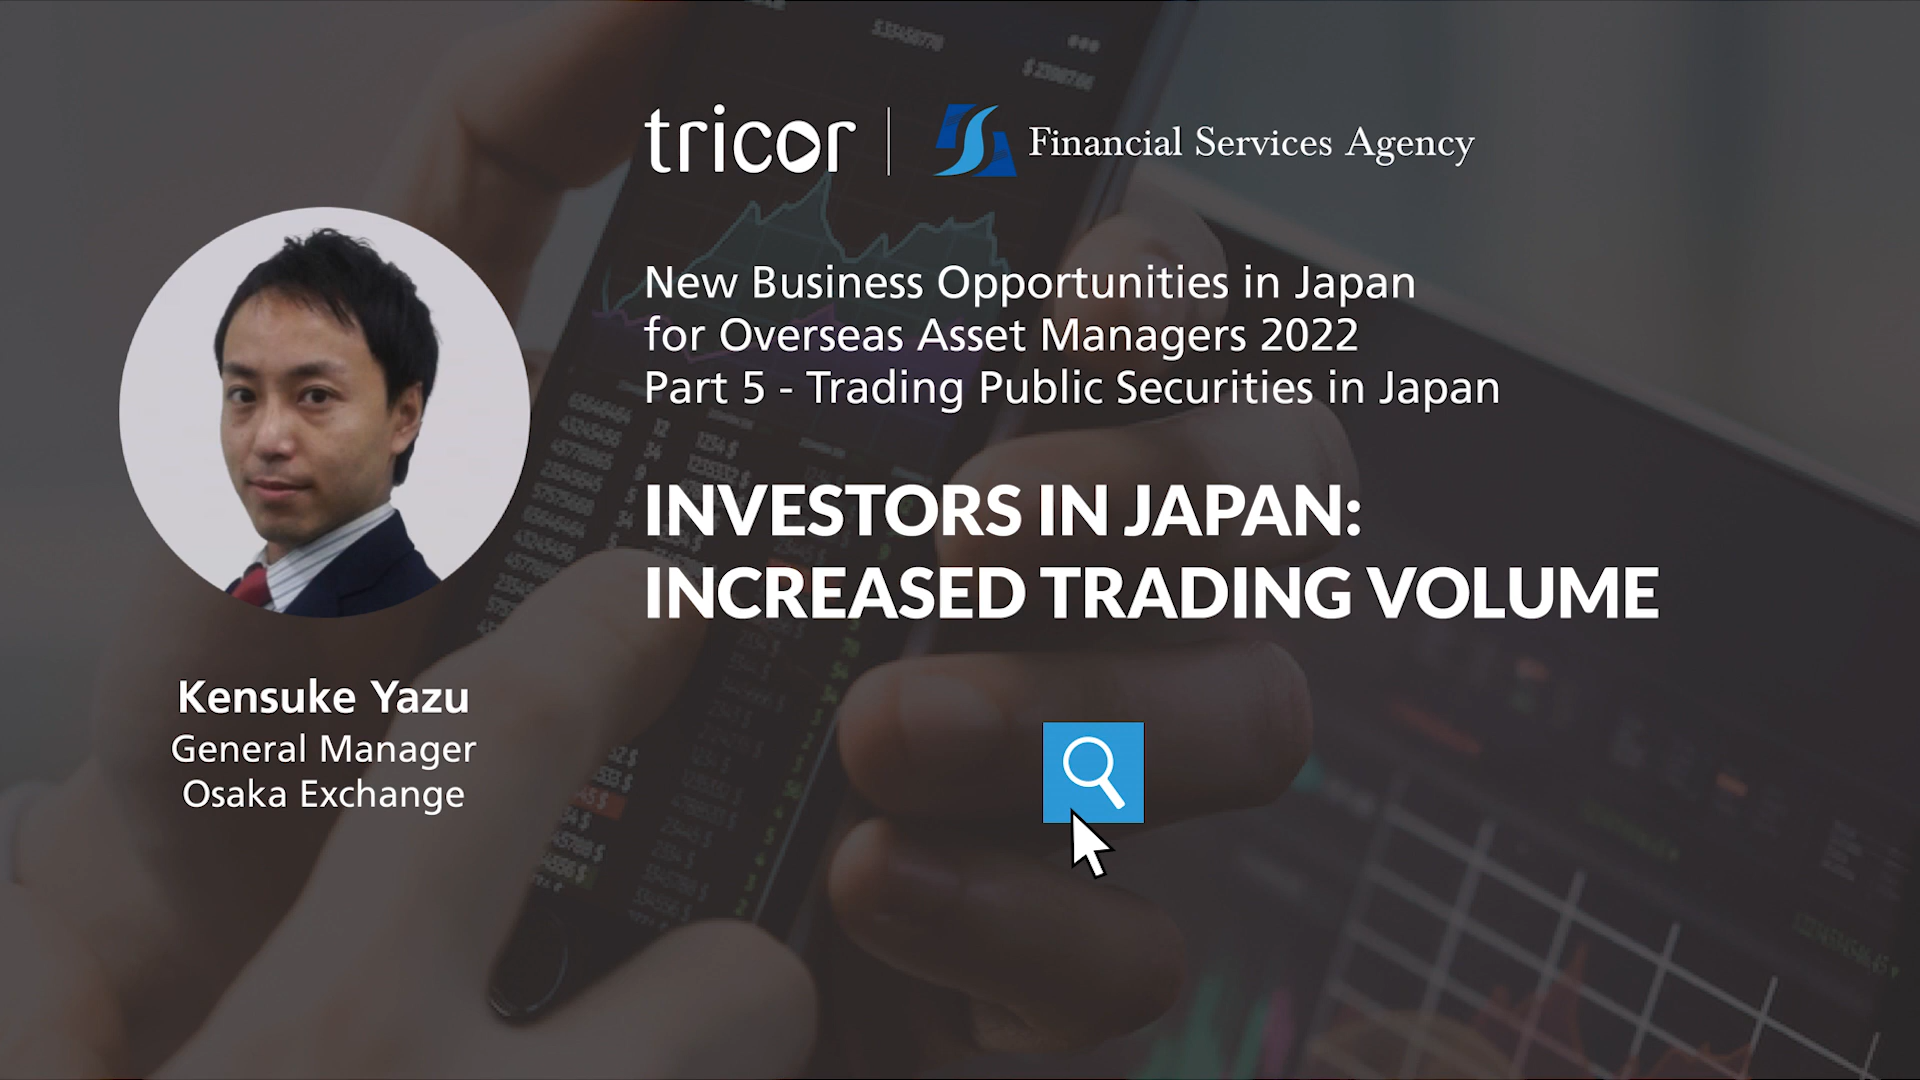 tricor
Financial Services Agency
New Business Opportunities in Japan
for Overseas Asset Managers 2022
Part 5 - Trading Public Securities in Japan
INVESTORS IN JAPAN:
INCREASED TRADING VOLUME
Kensuke Yazu
General Manager
Osaka Exchange